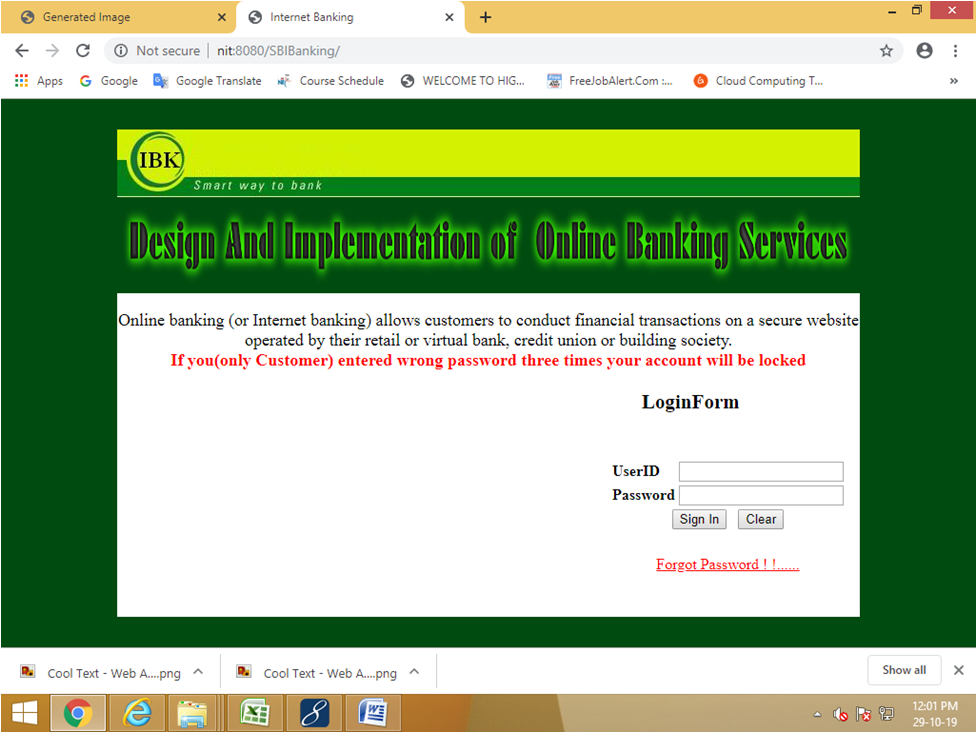 Generated Image
Internet Banking
Not secure
nit:8080/SBIBanking/
Apps
Google
Google Translate
Course Schedule
WELCOME TO HIG...
FreeJobAlert.Com :...
Cloud Computing T...
»
IBK
Smart way to bank
Design And Implementation of Online Banking Services
Online banking (or Internet banking) allows customers to conduct financial transactions on a secure website
operated by their retail or virtual bank, credit union or building society.
If you(only Customer) entered wrong password three times your account will be locked
LoginForm
UserID
Password
Sign In Clear
Forgot Password ! !......
Cool Text - Web A....png
Cool Text - Web A....png
Show all
12:01 PM
29-10-19